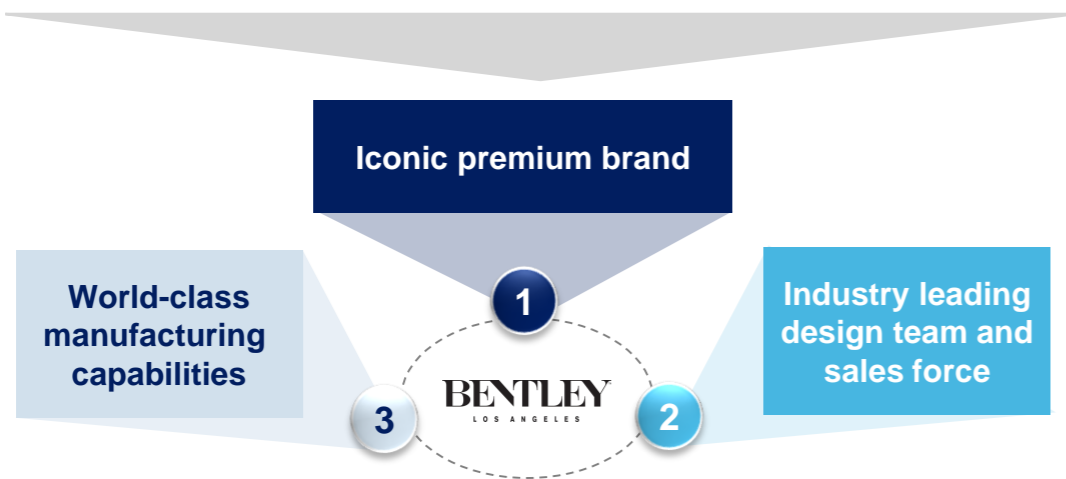 Iconic premium brand
1
World-class
manufacturing
capabilities
Industry leading
design team and
sales force
BENTLEY
LOS ANGELES
3
2